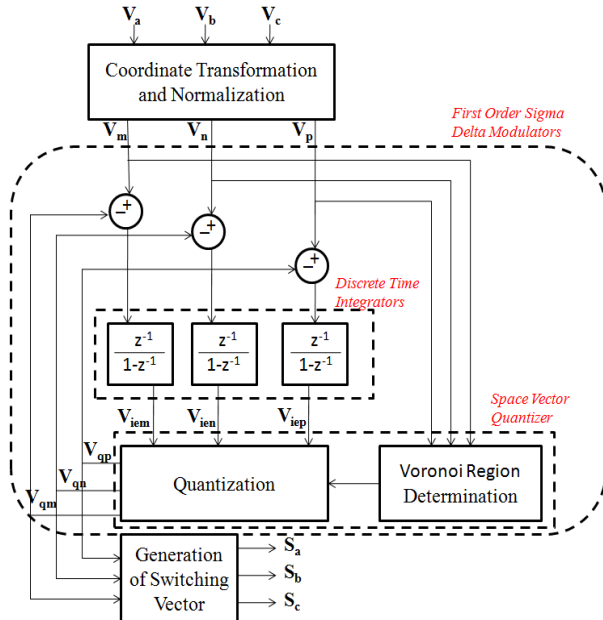 Va Vb Vc
Coordinate Transformation
and Normalization
Vm Vn Vp
First Order Sigma
Delta Modulators
−+
−+
−+
Discrete Time
Integrators
z⁻¹ z⁻¹ z⁻¹
1-z⁻¹ 1-z⁻¹ 1-z⁻¹
Viem Vien Viep
Space Vector
Quantizer
Vqp
Vqn
Vqm
Quantization
Voronoi Region
Determination
Generation
of Switching
Vector
Sa
Sb
Sc